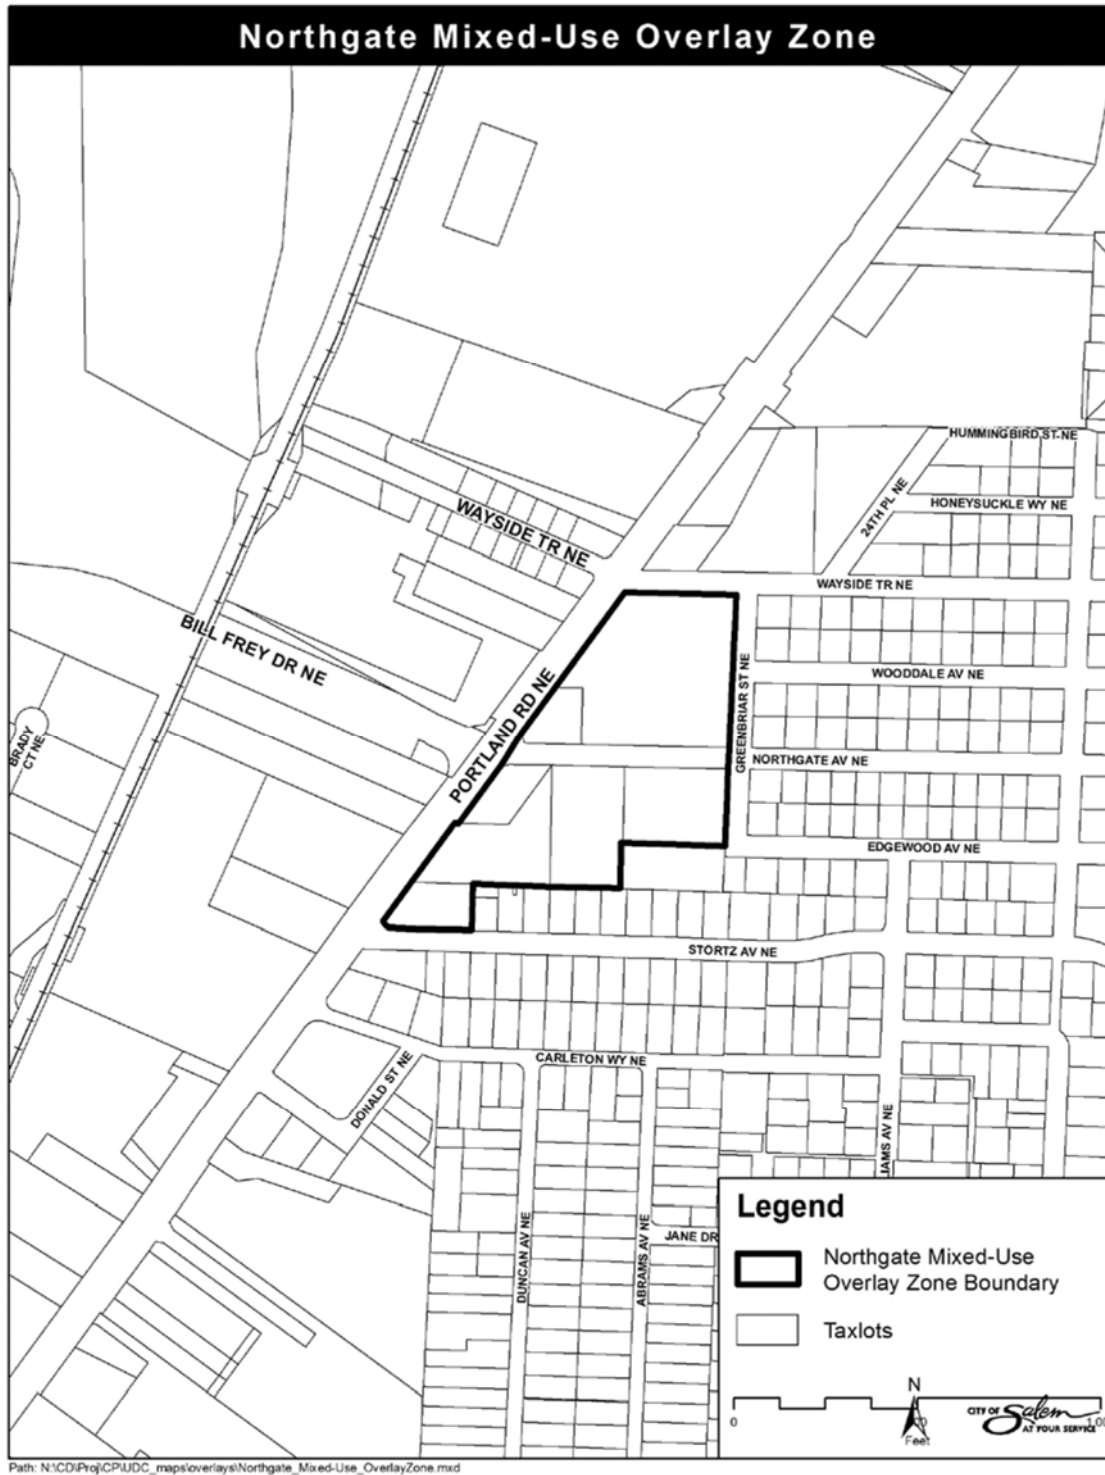 Northgate Mixed-Use Overlay Zone
HUMMINGBIRD ST NE
24TH PL NE
HONEYSUCKLE WY NE
WAYSIDE TR NE
WAYSIDE TR NE
BILL FREY DR NE
WOODDALE AV NE
PORTLAND RD NE
GREENBRIAR ST NE
BRADY
CT NE
NORTHGATE AV NE
EDGEWOOD AV NE
STORTZ AV NE
CARLETON WY NE
DONALD ST NE
IAMS AV NE
DUNCAN AV NE
ABRAMS AV NE
JANE DR
Legend
Northgate Mixed-Use
Overlay Zone Boundary
Taxlots
N
0
Feet
CITY OF Salem
AT YOUR SERVICE
Path: N:\CD\Proj\CP\UDC_maps\overlays\Northgate_Mixed-Use_OverlayZone.mxd